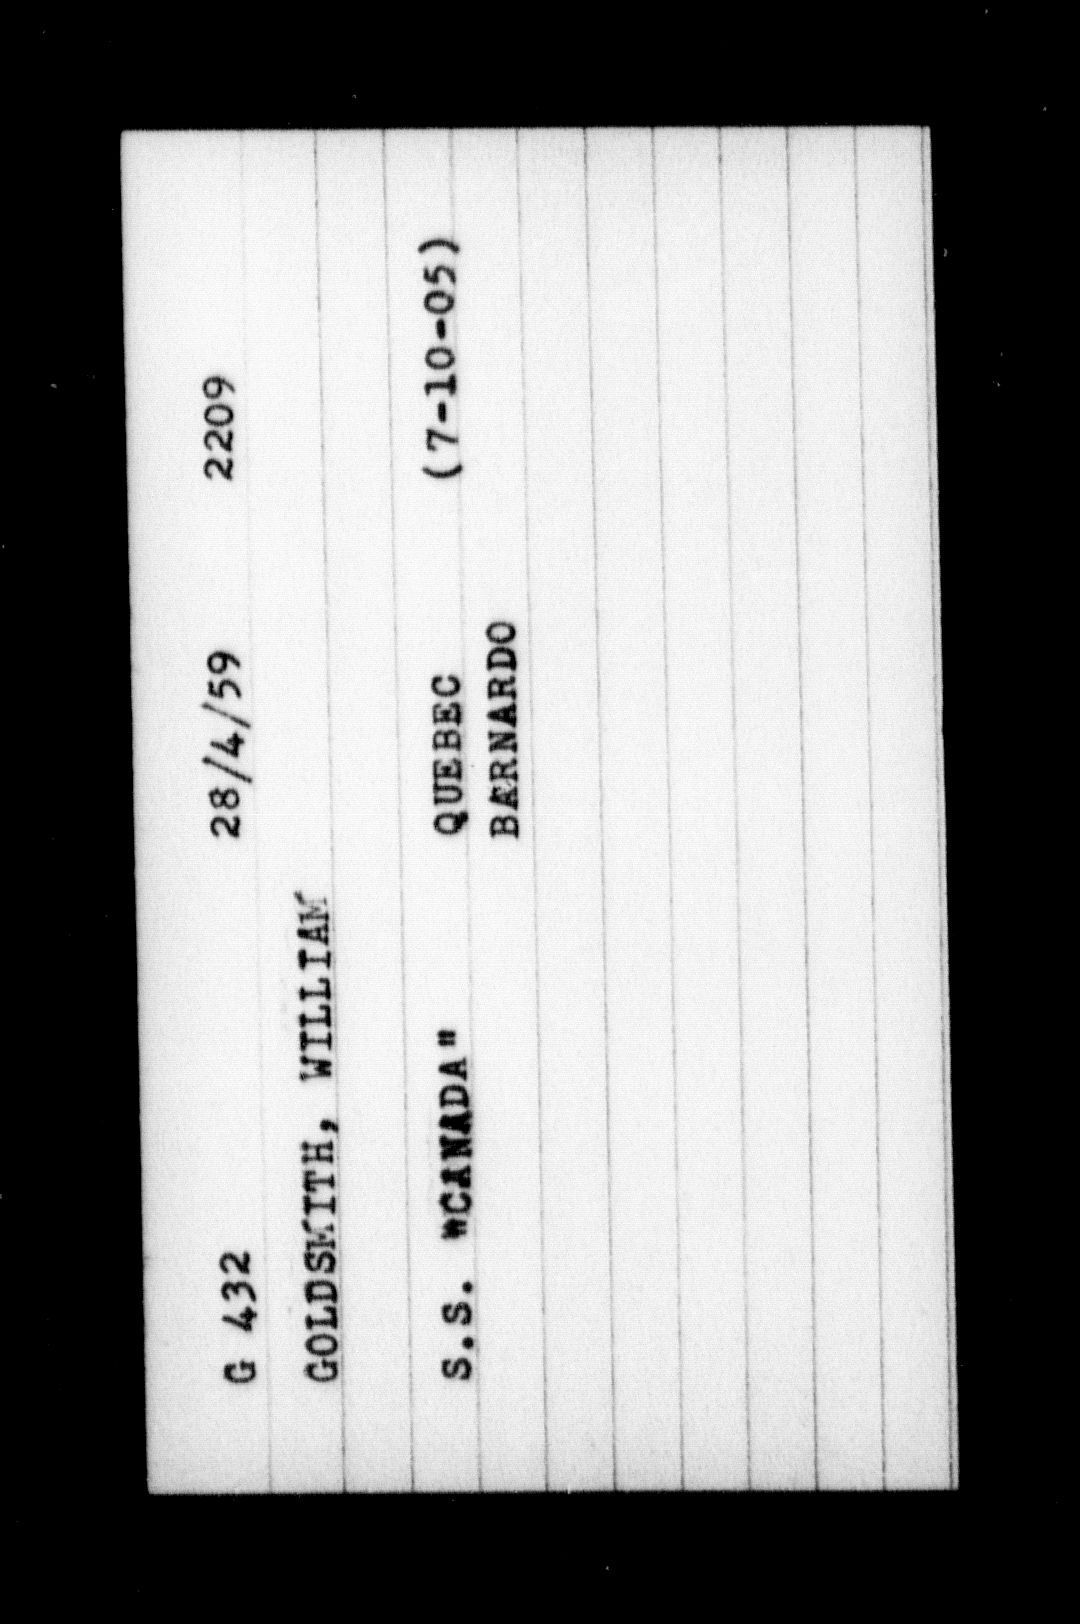 G 432 28/4/59 2209
GOLDSMITH, WILLIAM
S.S. "CANADA" QUEBEC (7-10-05)
BARNARDO